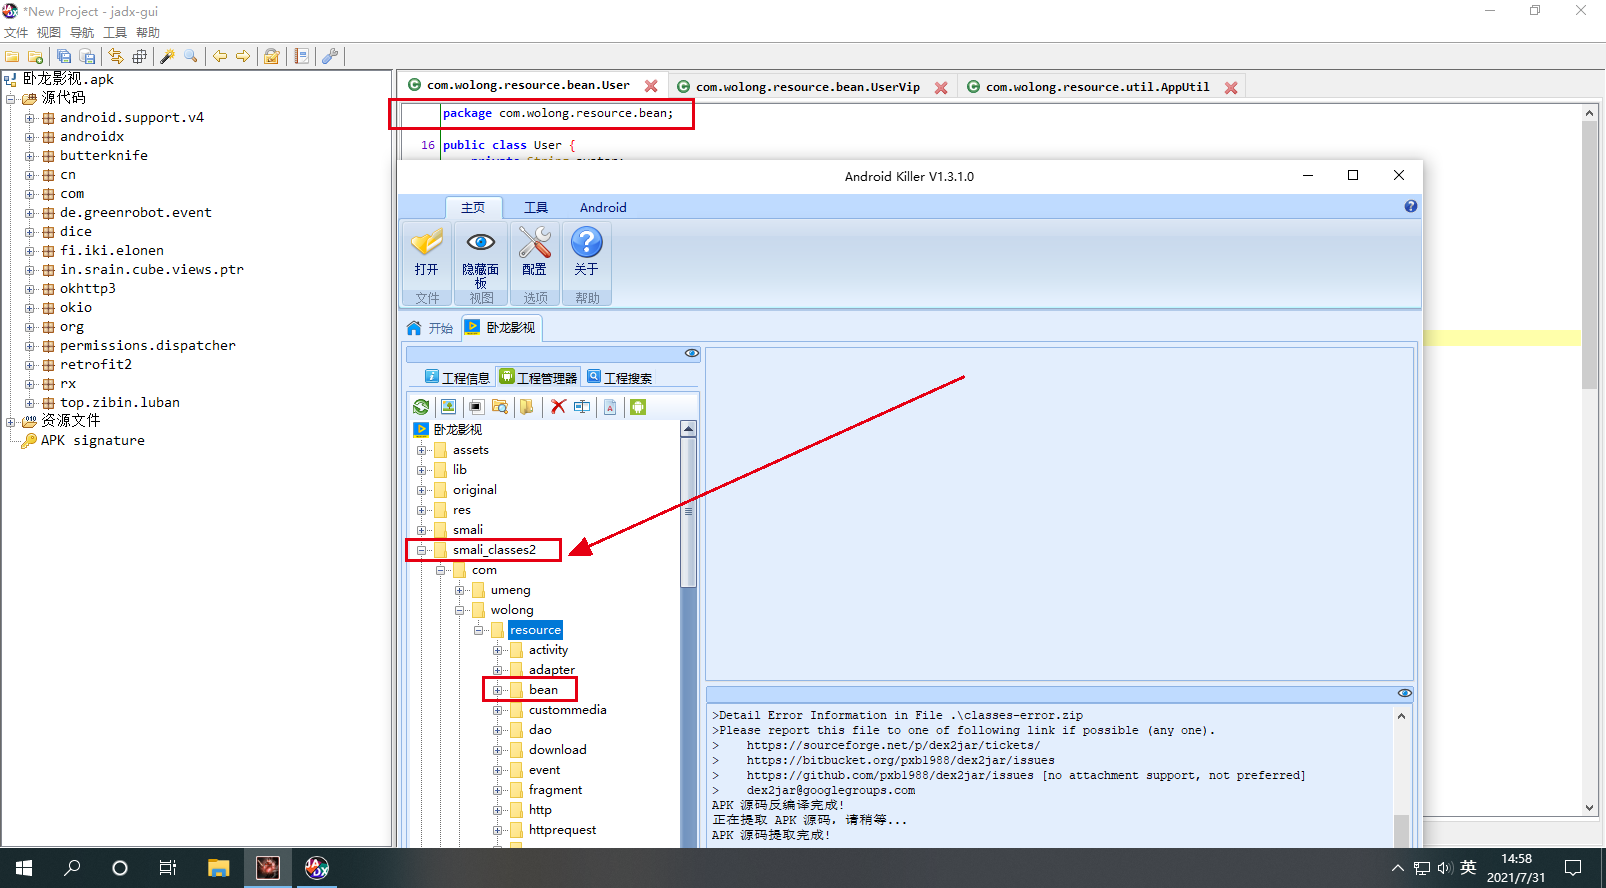 *New Project - jadx-gui
文件 视图 导航 工具 帮助
卧龙影视.apk
源代码
android.support.v4
androidx
butterknife
cn
com
de.greenrobot.event
dice
fi.iki.elonen
in.srain.cube.views.ptr
okhttp3
okio
org
permissions.dispatcher
retrofit2
rx
top.zibin.luban
资源文件
APK signature
com.wolong.resource.bean.User com.wolong.resource.bean.UserVip com.wolong.resource.util.AppUtil
package com.wolong.resource.bean;
16 public class User {
Android Killer V1.3.1.0
主页 工具 Android
打开 隐藏面板 配置 关于
文件 视图 选项 帮助
开始 卧龙影视
工程信息 工程管理器 工程搜索
卧龙影视
assets
lib
original
res
smali
smali_classes2
com
umeng
wolong
resource
activity
adapter
bean
custommedia
dao
download
event
fragment
http
httprequest
>Detail Error Information in File .\classes-error.zip
>Please report this file to one of following link if possible (any one).
> https://sourceforge.net/p/dex2jar/tickets/
> https://bitbucket.org/pxb1988/dex2jar/issues
> https://github.com/pxb1988/dex2jar/issues [no attachment support, not preferred]
> dex2jar@googlegroups.com
APK 源码反编译完成!
正在提取 APK 源码, 请稍等...
APK 源码提取完成!
英
14:58
2021/7/31